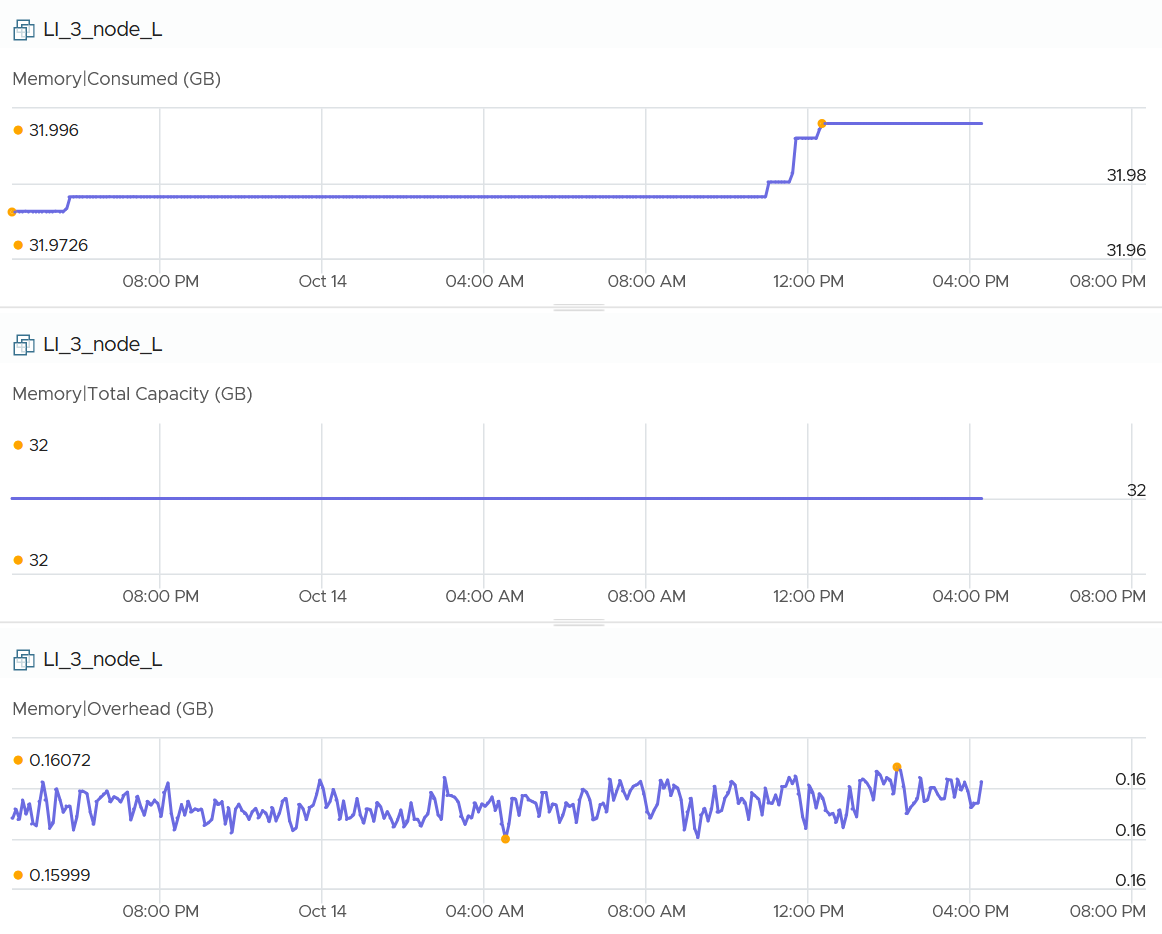 LI_3_node_L
Memory|Consumed (GB)
31.996
31.98
31.9726
31.96
08:00 PM Oct 14 04:00 AM 08:00 AM 12:00 PM 04:00 PM 08:00 PM
LI_3_node_L
Memory|Total Capacity (GB)
32
32
32
08:00 PM Oct 14 04:00 AM 08:00 AM 12:00 PM 04:00 PM 08:00 PM
LI_3_node_L
Memory|Overhead (GB)
0.16072
0.16
0.16
0.15999
0.16
08:00 PM Oct 14 04:00 AM 08:00 AM 12:00 PM 04:00 PM 08:00 PM